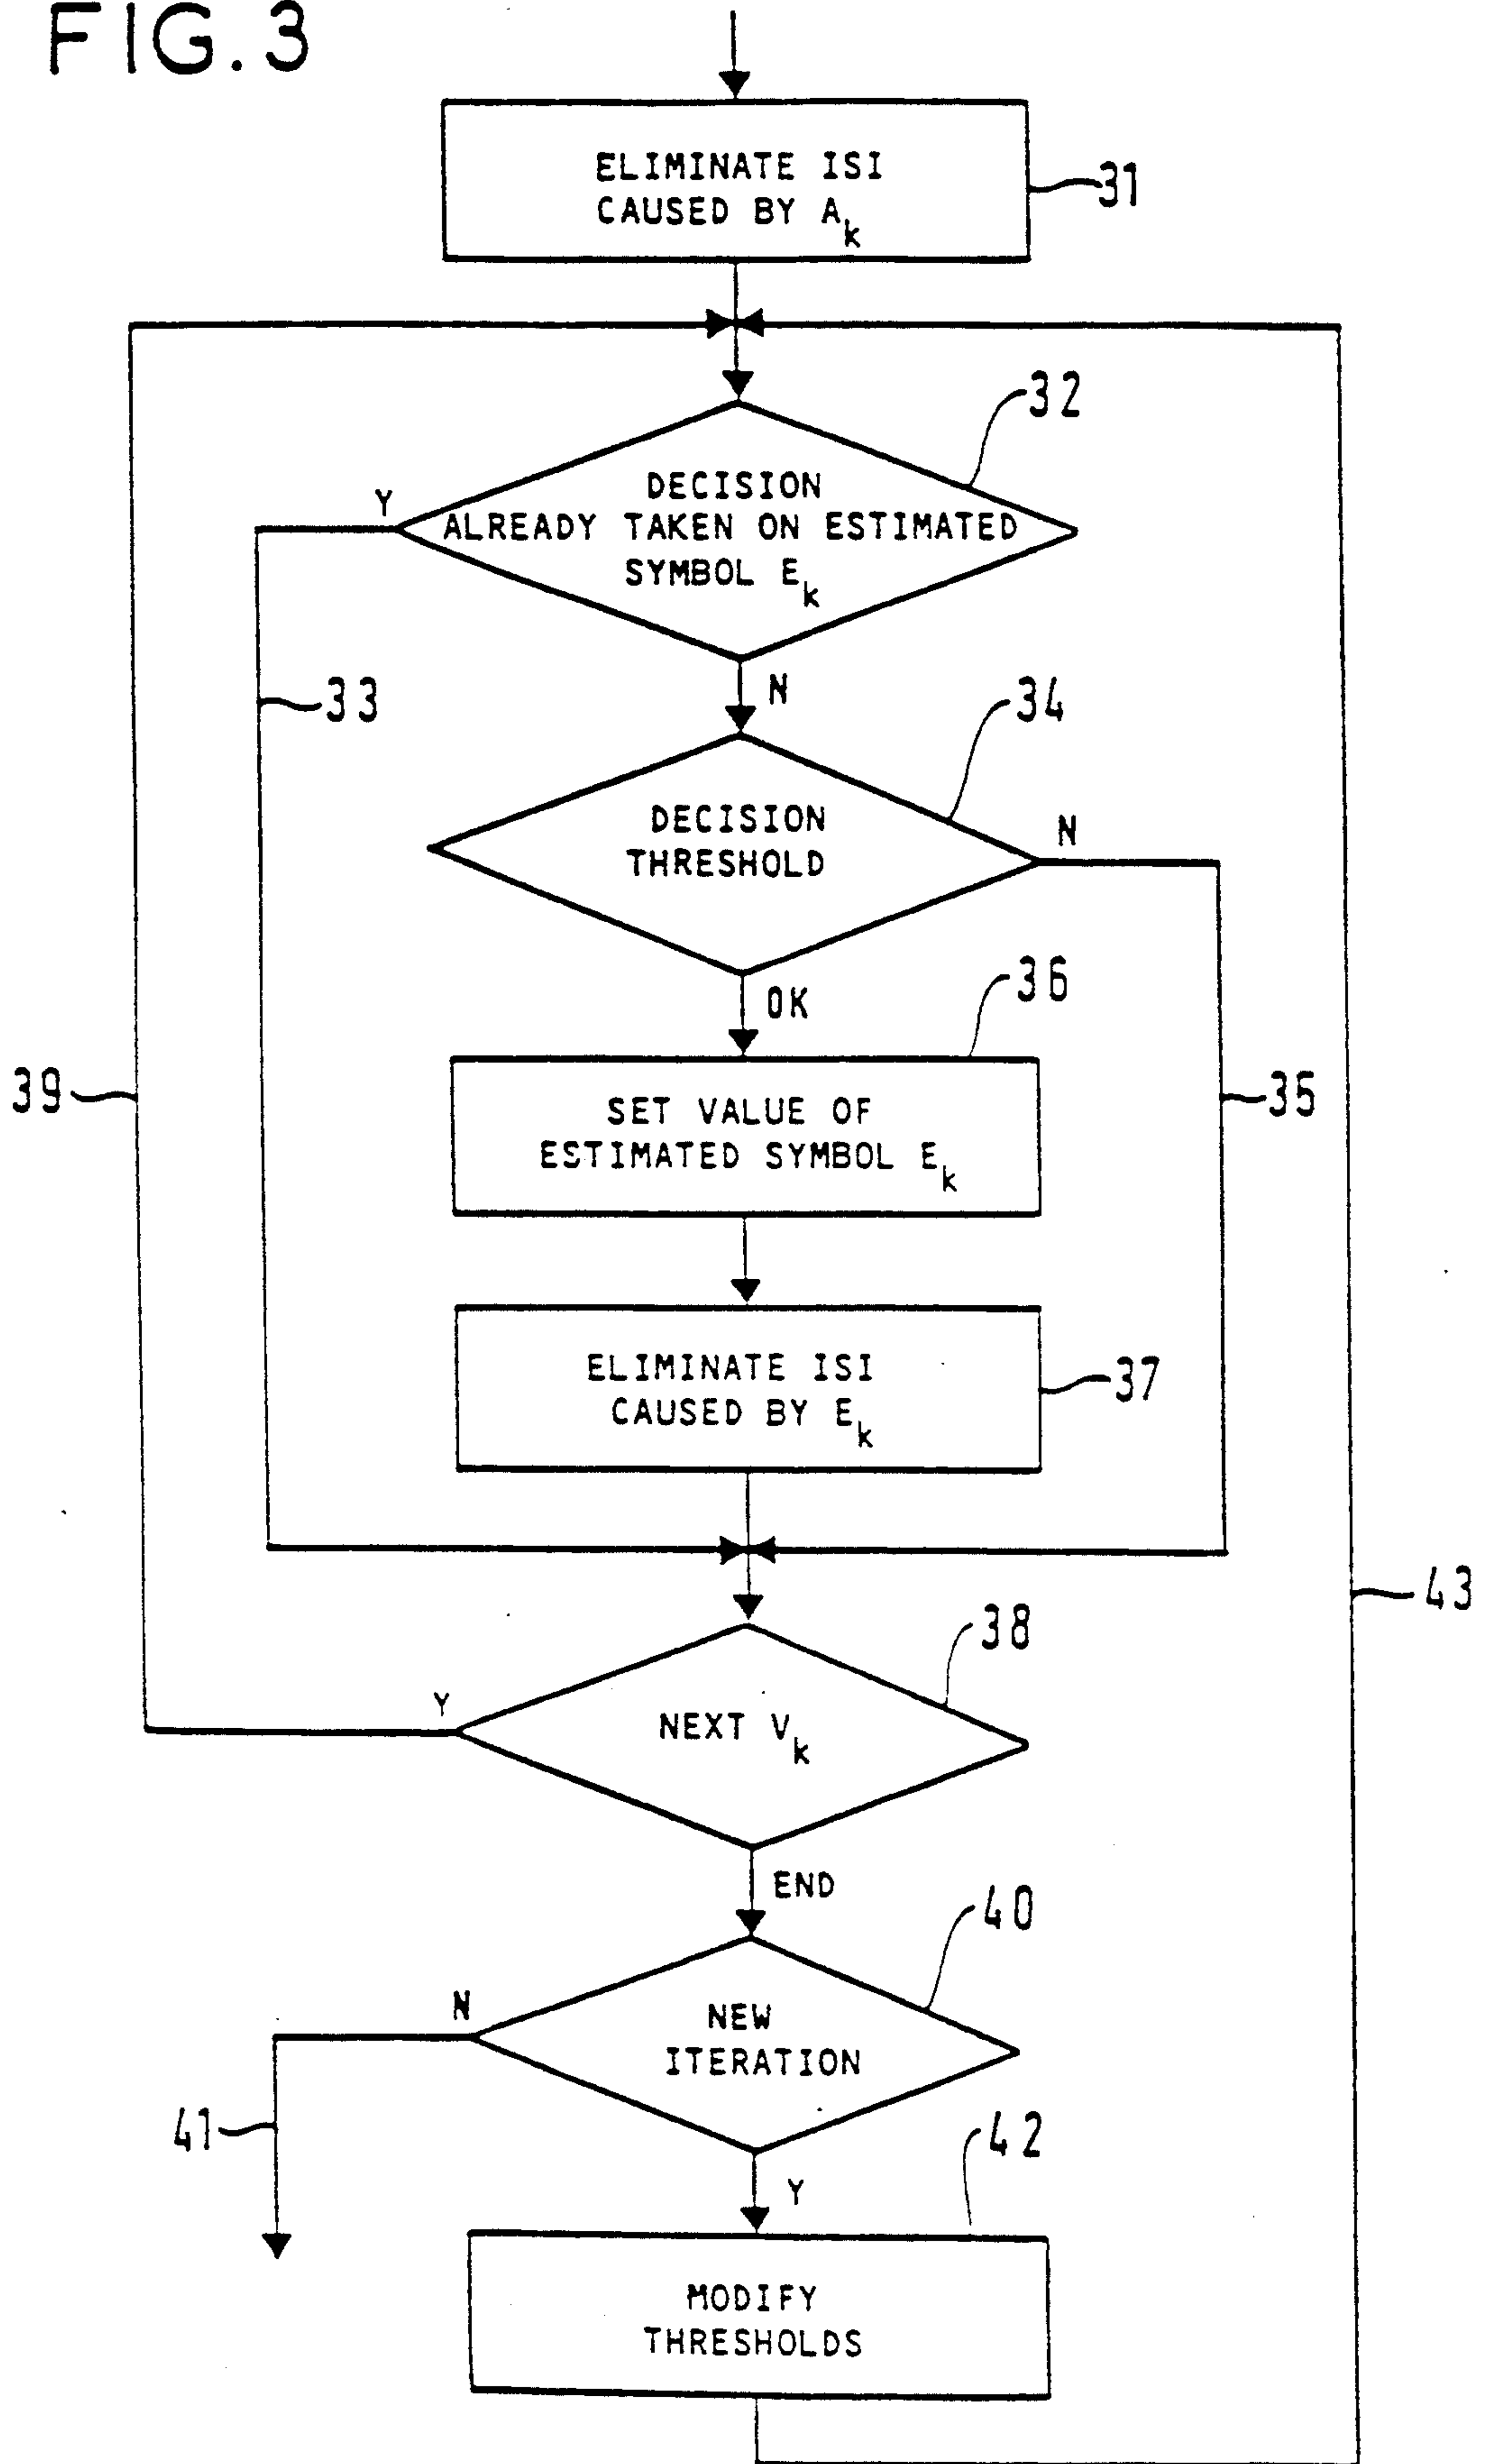 FIG. 3
ELIMINATE ISI
CAUSED BY Ak
31
32
DECISION
ALREADY TAKEN ON ESTIMATED
SYMBOL Ek
Y
N
33
34
DECISION
THRESHOLD
N
OK
35
36
SET VALUE OF
ESTIMATED SYMBOL Ek
39
ELIMINATE ISI
CAUSED BY Ek
37
43
38
NEXT Vk
Y
END
40
NEW
ITERATION
N
41
42
Y
MODIFY
THRESHOLDS